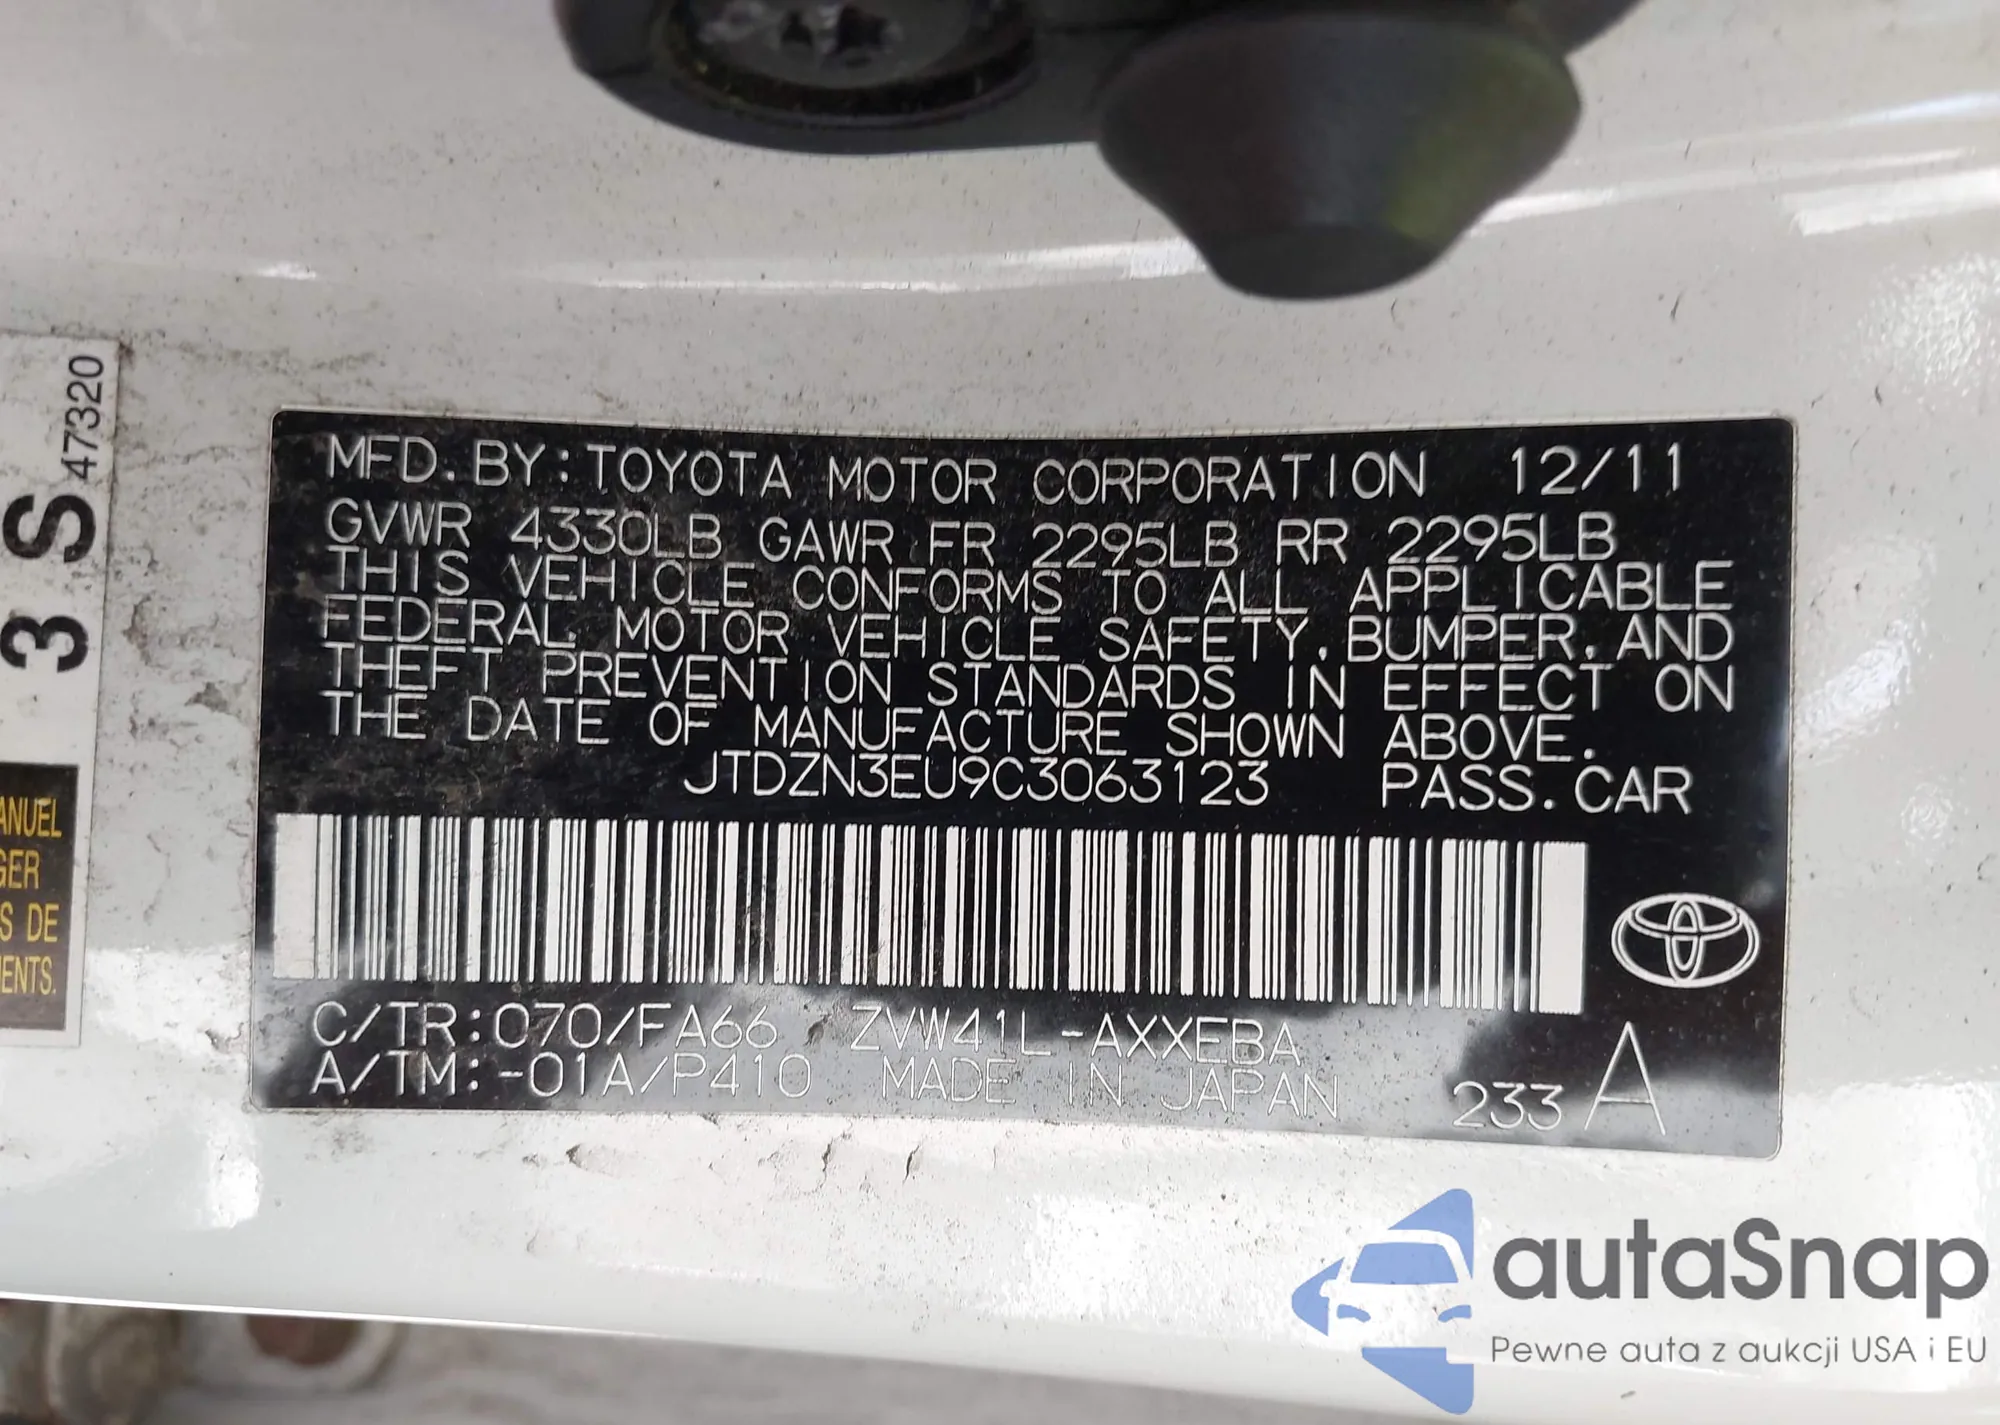 3 S 47320
ANUEL
GER
S DE
MENTS.
MFD. BY: TOYOTA MOTOR CORPORATION 12/11
GVWR 4330LB GAWR FR 2295LB RR 2295LB
THIS VEHICLE CONFORMS TO ALL APPLICABLE
FEDERAL MOTOR VEHICLE SAFETY, BUMPER, AND
THEFT PREVENTION STANDARDS IN EFFECT ON
THE DATE OF MANUFACTURE SHOWN ABOVE.
JTDZN3EU9C3063123 PASS. CAR
C/TR:070/FA66 ZVW41L-AXXEBA
A/TM:-01A/P410 MADE IN JAPAN 233 A
autaSnap
Pewne auta z aukcji USA i EU